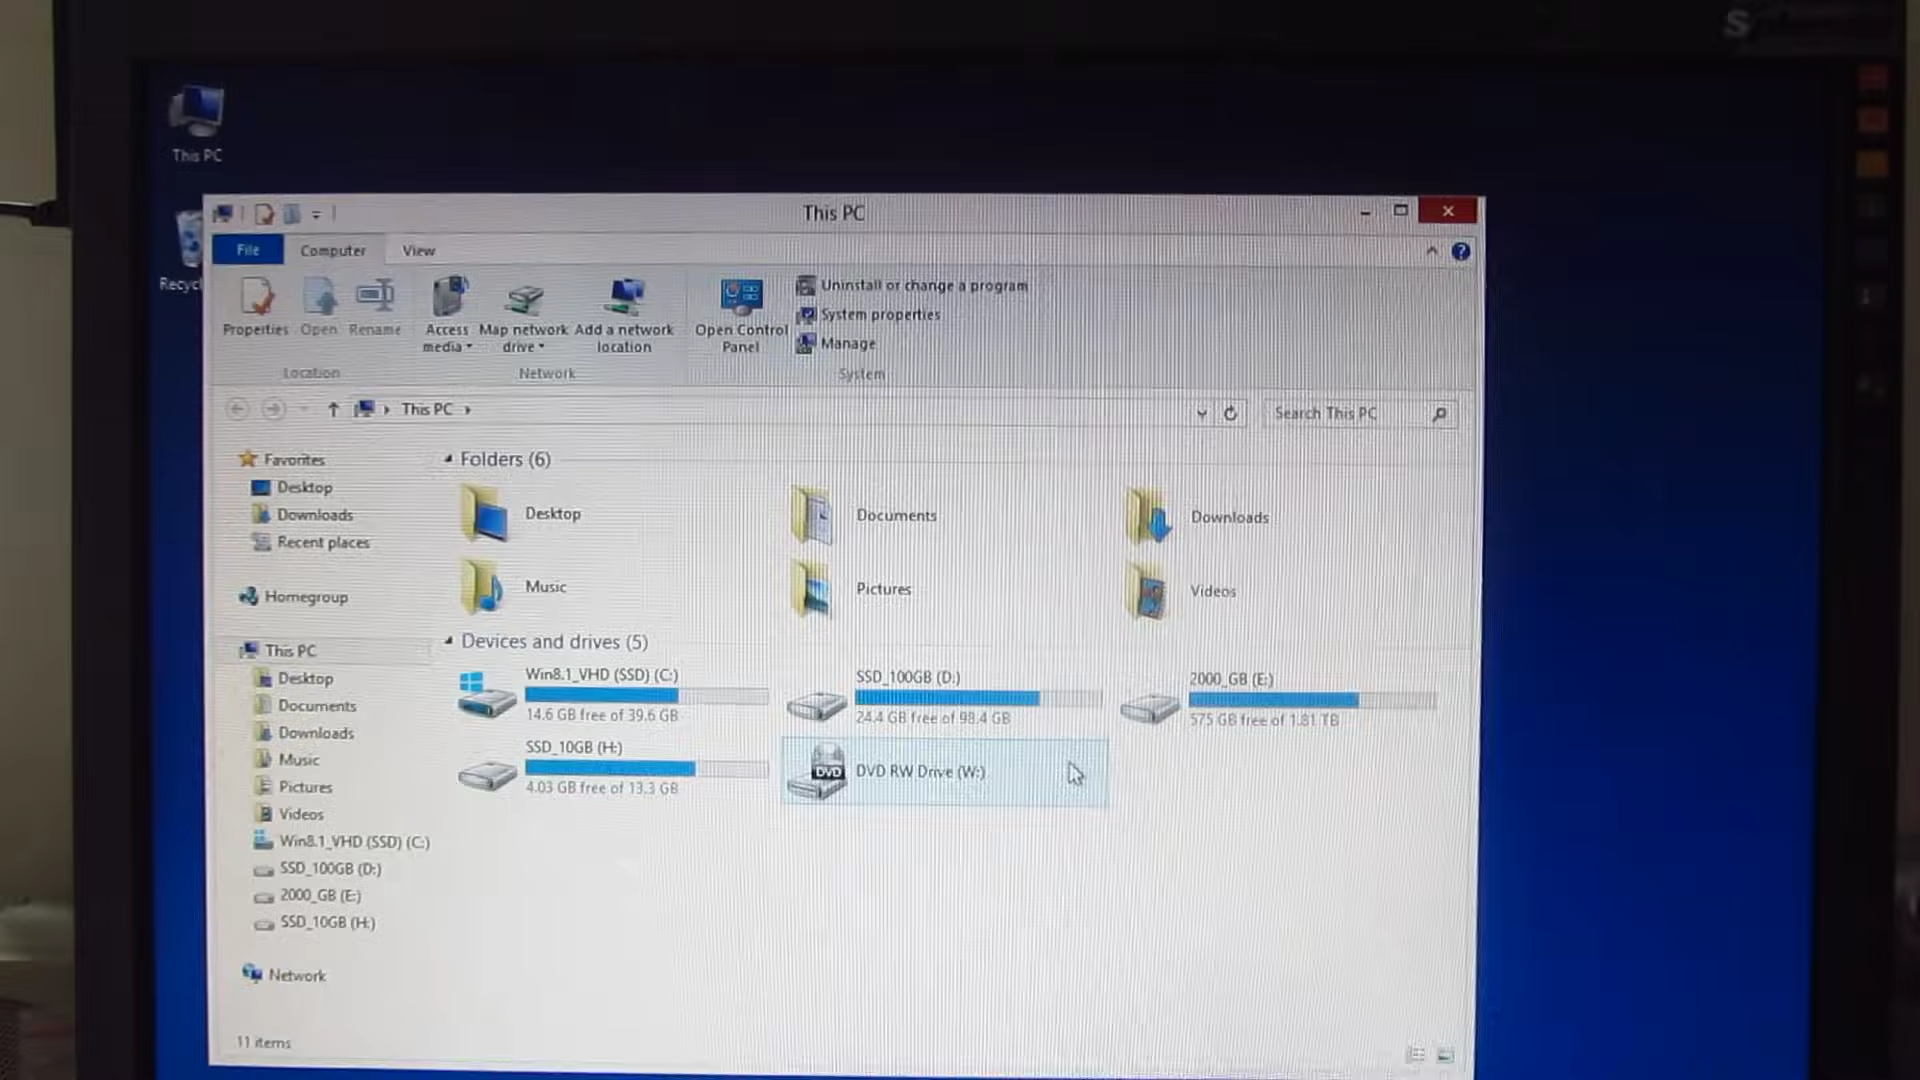 This PC
Recycl
This PC
File
Computer
View
Properties
Open
Rename
Access
media
Map network
drive
Add a network
location
Open Control
Panel
Uninstall or change a program
System properties
Manage
Location
Network
System
This PC
Search This PC
Favorites
Desktop
Downloads
Recent places
Homegroup
This PC
Desktop
Documents
Downloads
Music
Pictures
Videos
Win8.1_VHD (SSD) (C:)
SSD_100GB (D:)
2000_GB (E:)
SSD_10GB (H:)
Network
Folders (6)
Desktop
Documents
Downloads
Music
Pictures
Videos
Devices and drives (5)
Win8.1_VHD (SSD) (C:)
14.6 GB free of 39.6 GB
SSD_100GB (D:)
24.4 GB free of 98.4 GB
2000_GB (E:)
575 GB free of 1.81 TB
SSD_10GB (H:)
4.03 GB free of 13.3 GB
DVD
DVD RW Drive (W:)
11 items